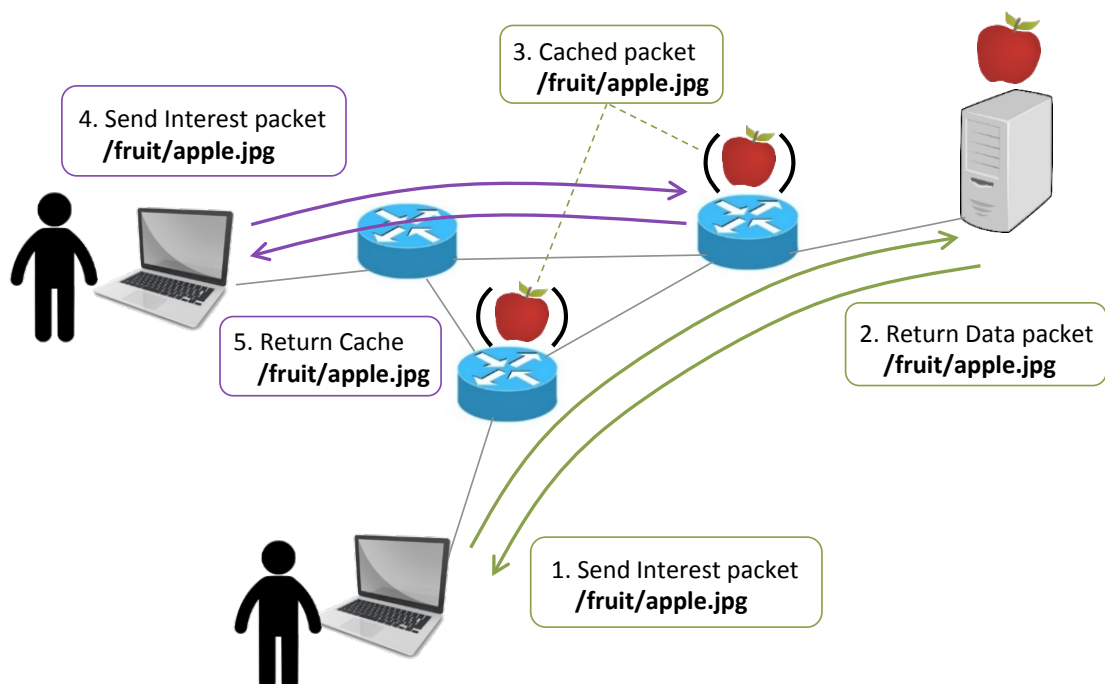 3. Cached packet
/fruit/apple.jpg
4. Send Interest packet
/fruit/apple.jpg
5. Return Cache
/fruit/apple.jpg
2. Return Data packet
/fruit/apple.jpg
1. Send Interest packet
/fruit/apple.jpg